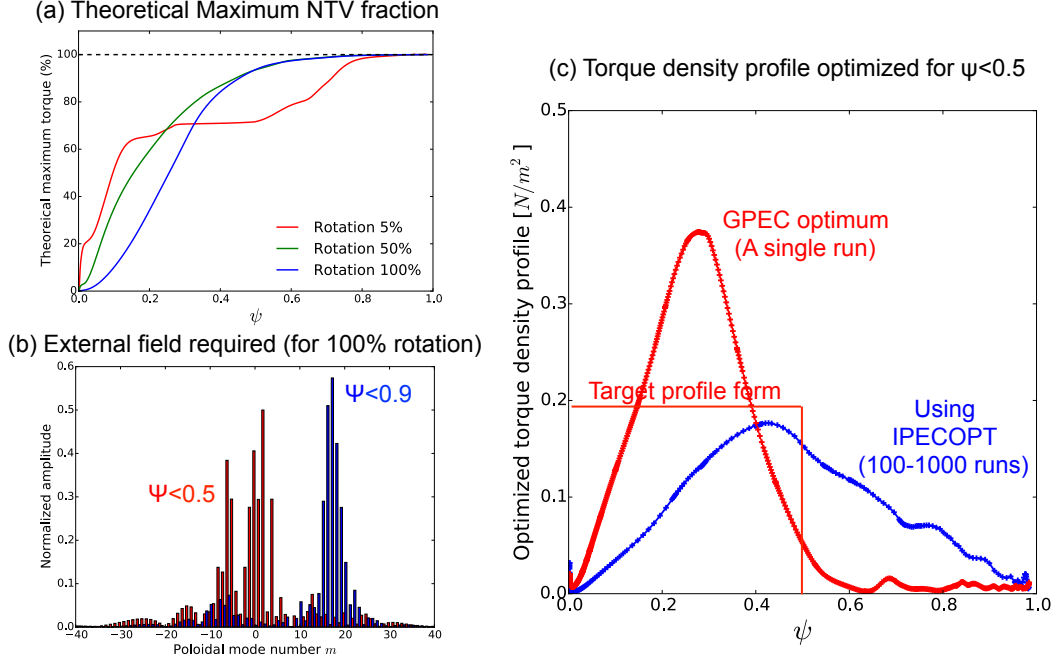 (a) Theoretical Maximum NTV fraction
Theoreical maximum torque (%)
100
80
60
40
20
0
Rotation 5%
Rotation 50%
Rotation 100%
0.0 0.2 0.4 0.6 0.8 1.0
ψ
(b) External field required (for 100% rotation)
Normalized amplitude
0.6
0.5
0.4
0.3
0.2
0.1
0.0
Ψ<0.9
Ψ<0.5
−40 −30 −20 −10 0 10 20 30 40
Poloidal mode number m
(c) Torque density profile optimized for ψ<0.5
Optimized torque density profile [N/m²]
0.5
0.4
0.3
0.2
0.1
0.0
GPEC optimum
(A single run)
Target profile form
Using
IPECOPT
(100-1000 runs)
0.0 0.2 0.4 0.6 0.8 1.0
ψ